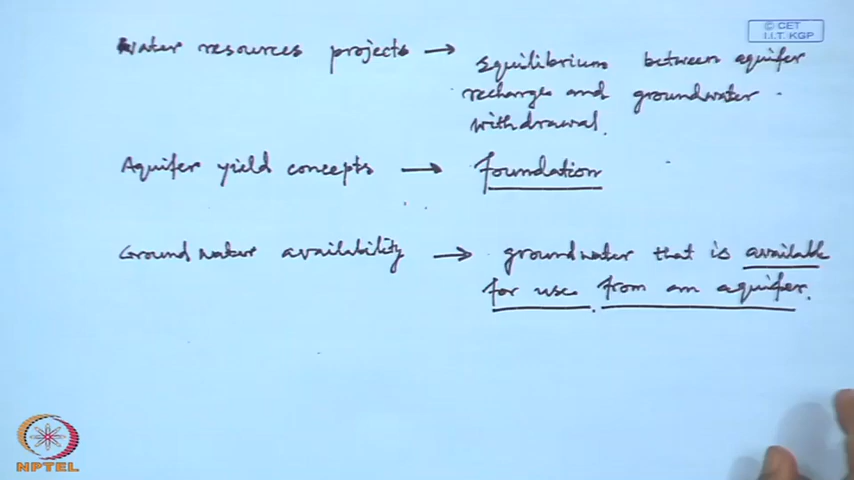 © CET
I.I.T. KGP
Water resources projects → Equilibrium between aquifer
recharge and groundwater
withdrawal.
Aquifer yield concepts → foundation
Groundwater availability → groundwater that is available
for use from an aquifer.
NPTEL